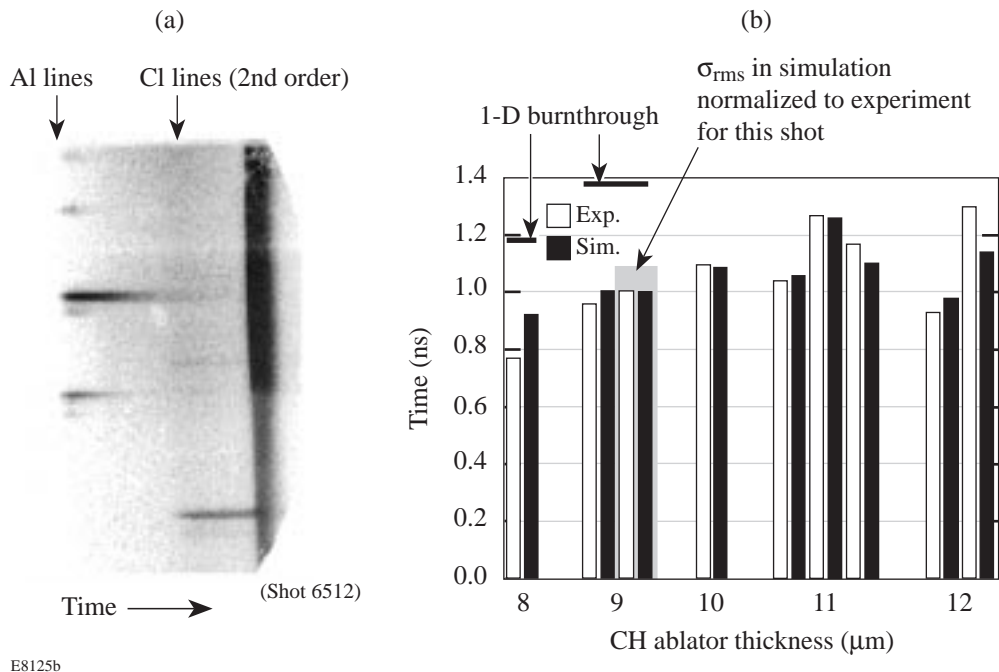 (a)
Al lines
Cl lines (2nd order)
Time
(Shot 6512)
(b)
σrms in simulation
normalized to experiment
for this shot
1-D burnthrough
Exp.
Sim.
Time (ns)
1.4
1.2
1.0
0.8
0.6
0.4
0.2
0.0
8
9
10
11
12
CH ablator thickness (μm)
E8125b